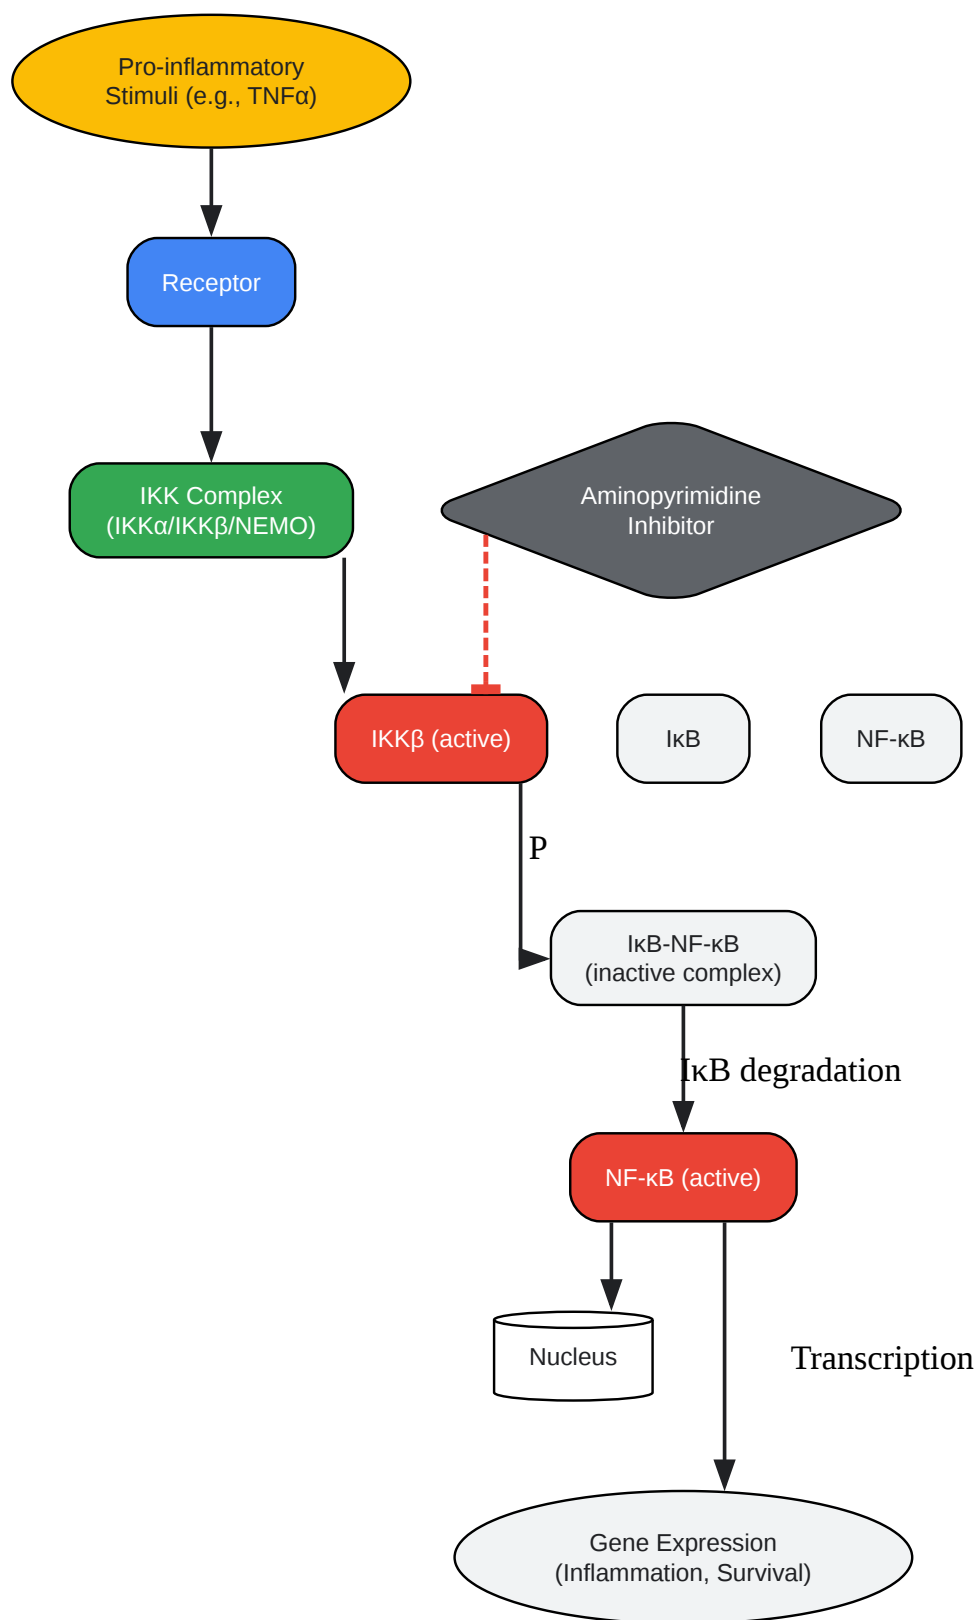 Pro-inflammatory
Stimuli (e.g., TNFα)
Receptor
IKK Complex
(IKKα/IKKβ/NEMO)
Aminopyrimidine
Inhibitor
IKKβ (active)
IκB
NF-κB
P
IκB-NF-κB
(inactive complex)
IκB degradation
NF-κB (active)
Nucleus
Transcription
Gene Expression
(Inflammation, Survival)